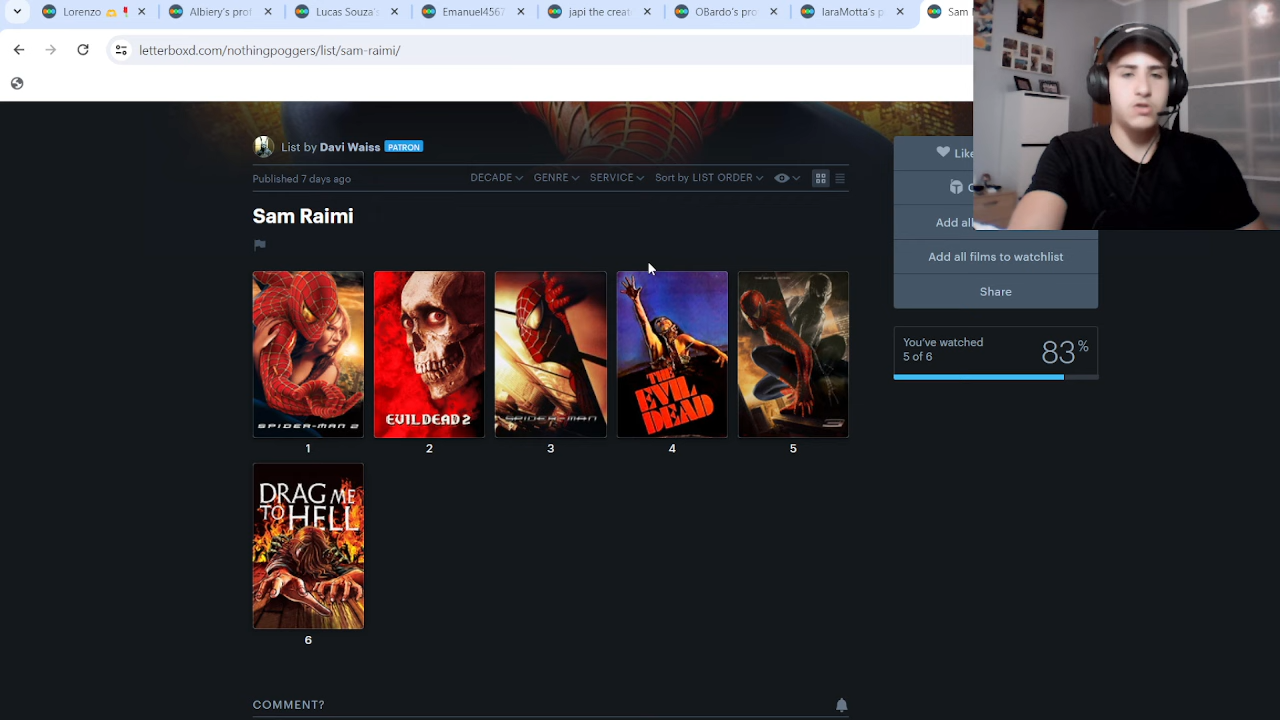 Lorenzo
Albiery's prof
Lucas Souza'
Emanuel4567
japi the create
OBardo's pro
IaraMotta's p
Sam
letterboxd.com/nothingpoggers/list/sam-raimi/
List by Davi Waiss PATRON
Published 7 days ago
DECADE GENRE SERVICE Sort by LIST ORDER
Sam Raimi
SPIDER-MAN 2
EVIL DEAD 2
SPIDER-MAN
THE EVIL DEAD
3
1 2 3 4 5
DRAG ME
TO HELL
6
Like
Add all
Add all films to watchlist
Share
You've watched
5 of 6
83%
COMMENT?